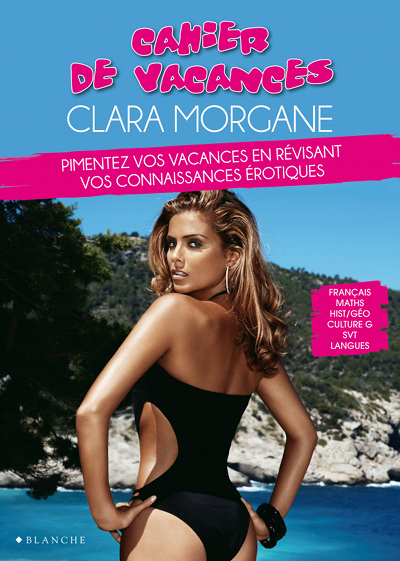 CAHIER
DE VACANCES
CLARA MORGANE
PIMENTEZ VOS VACANCES EN RÉVISANT
VOS CONNAISSANCES ÉROTIQUES
FRANÇAIS
MATHS
HIST/GÉO
CULTURE G
SVT
LANGUES
BLANCHE